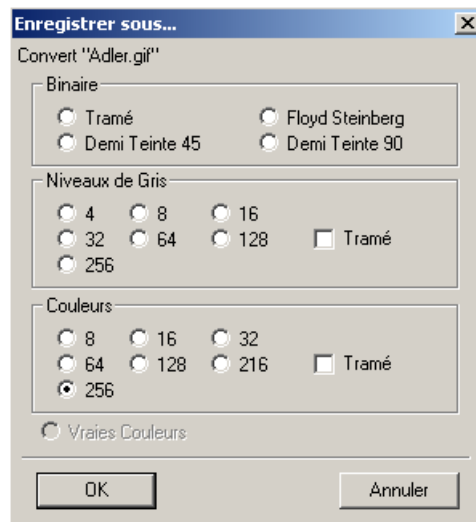 Enregistrer sous...
Convert "Adler.gif"
Binaire
Tramé Floyd Steinberg
Demi Teinte 45 Demi Teinte 90
Niveaux de Gris
4 8 16
32 64 128 Tramé
256
Couleurs
8 16 32
64 128 216 Tramé
256
Vraies Couleurs
OK Annuler